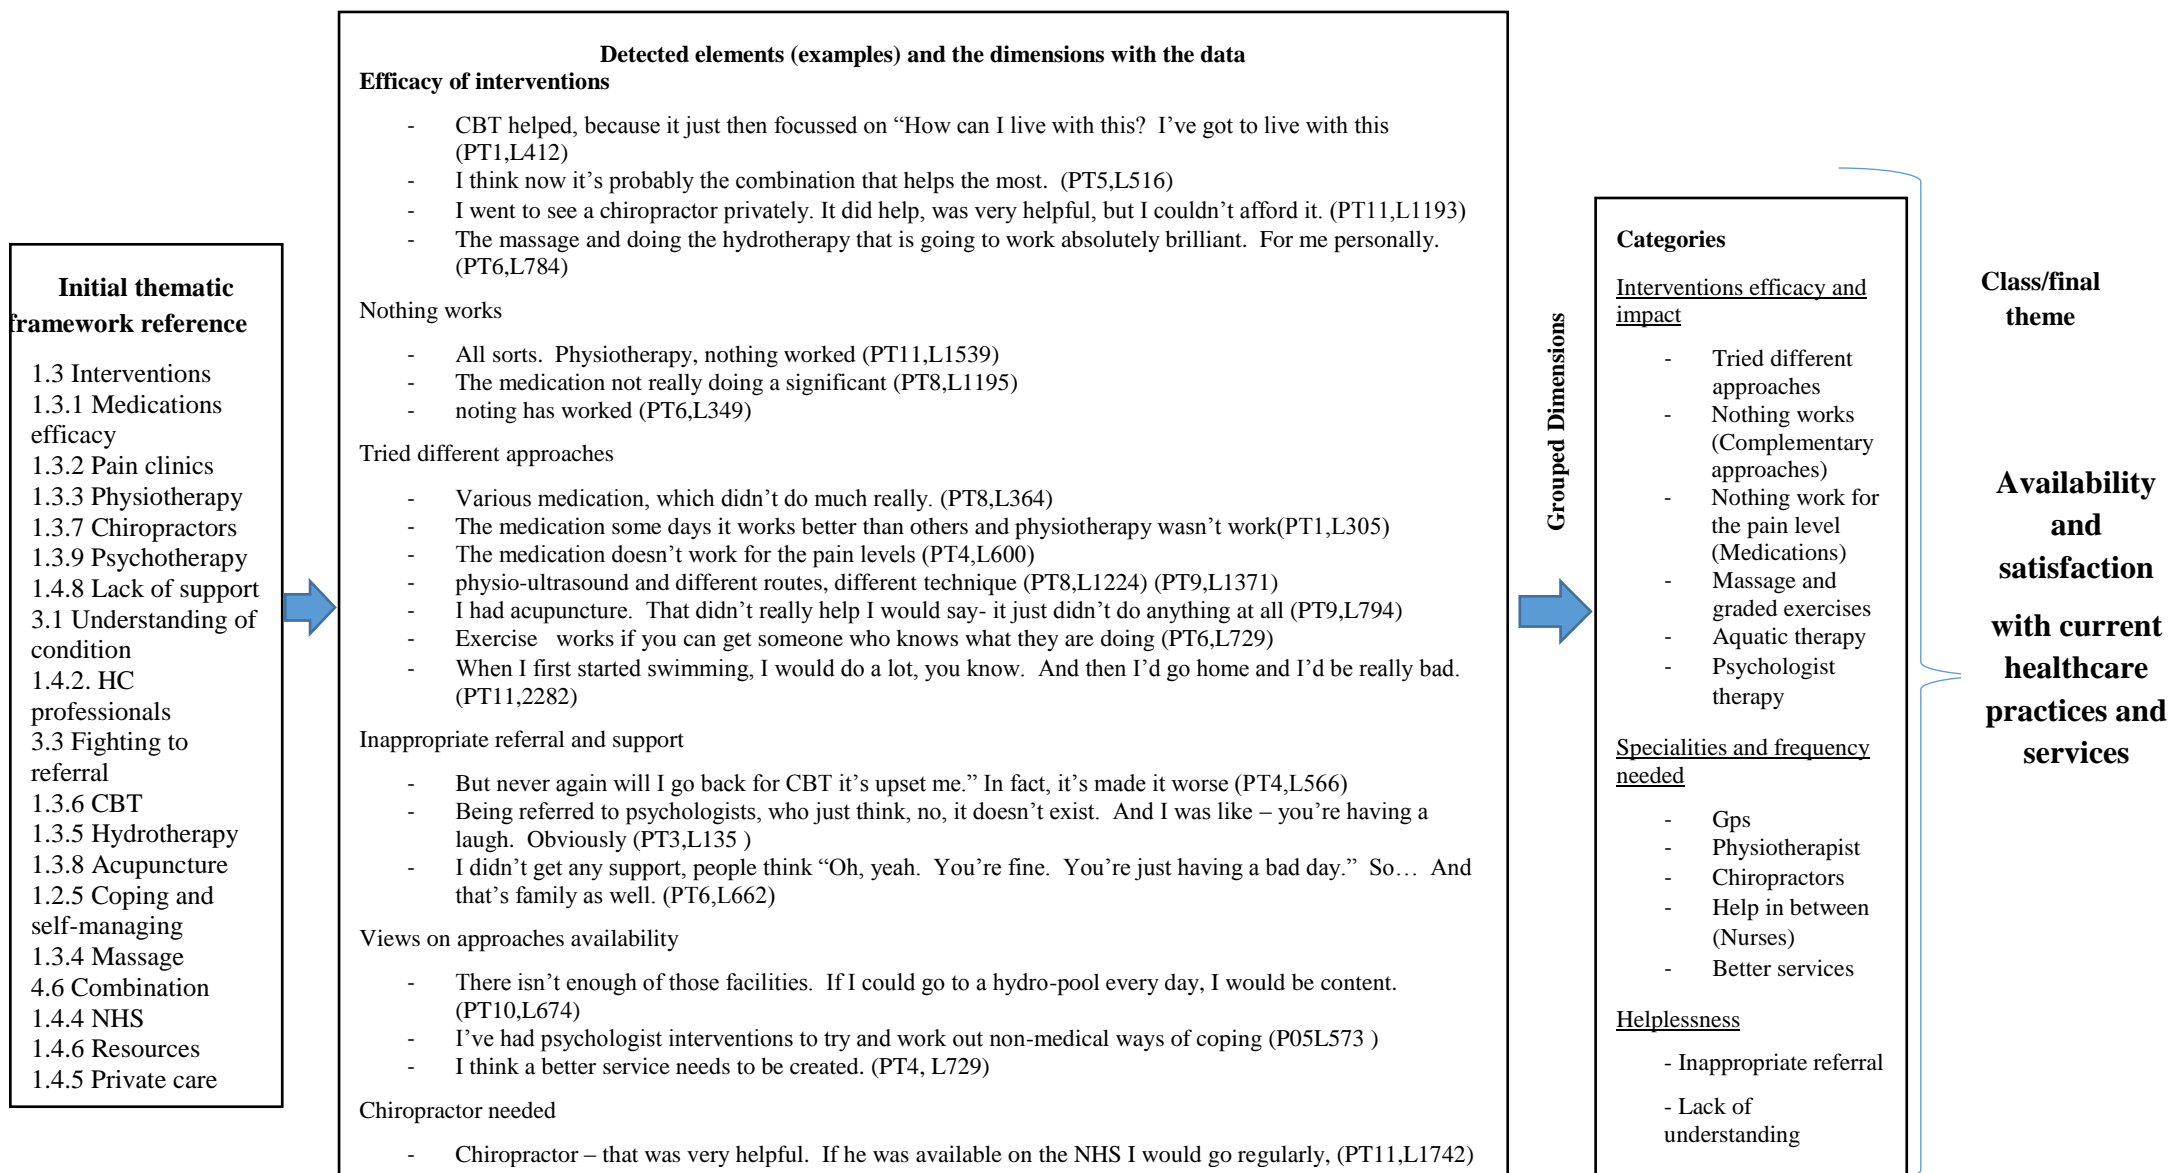 Initial thematic
framework reference
1.3 Interventions
1.3.1 Medications
efficacy
1.3.2 Pain clinics
1.3.3 Physiotherapy
1.3.7 Chiropractors
1.3.9 Psychotherapy
1.4.8 Lack of support
3.1 Understanding of
condition
1.4.2. HC
professionals
3.3 Fighting to
referral
1.3.6 CBT
1.3.5 Hydrotherapy
1.3.8 Acupuncture
1.2.5 Coping and
self-managing
1.3.4 Massage
4.6 Combination
1.4.4 NHS
1.4.6 Resources
1.4.5 Private care
Detected elements (examples) and the dimensions with the data
Efficacy of interventions
- CBT helped, because it just then focussed on “How can I live with this? I’ve got to live with this
(PT1,L412)
- I think now it’s probably the combination that helps the most. (PT5,L516)
- I went to see a chiropractor privately. It did help, was very helpful, but I couldn’t afford it. (PT11,L1193)
- The massage and doing the hydrotherapy that is going to work absolutely brilliant. For me personally.
(PT6,L784)
Nothing works
- All sorts. Physiotherapy, nothing worked (PT11,L1539)
- The medication not really doing a significant (PT8,L1195)
- noting has worked (PT6,L349)
Tried different approaches
- Various medication, which didn’t do much really. (PT8,L364)
- The medication some days it works better than others and physiotherapy wasn’t work(PT1,L305)
- The medication doesn’t work for the pain levels (PT4,L600)
- physio-ultrasound and different routes, different technique (PT8,L1224) (PT9,L1371)
- I had acupuncture. That didn’t really help I would say- it just didn’t do anything at all (PT9,L794)
- Exercise works if you can get someone who knows what they are doing (PT6,L729)
- When I first started swimming, I would do a lot, you know. And then I’d go home and I’d be really bad.
(PT11,2282)
Inappropriate referral and support
- But never again will I go back for CBT it’s upset me.” In fact, it’s made it worse (PT4,L566)
- Being referred to psychologists, who just think, no, it doesn’t exist. And I was like – you’re having a
laugh. Obviously (PT3,L135 )
- I didn’t get any support, people think “Oh, yeah. You’re fine. You’re just having a bad day.” So… And
that’s family as well. (PT6,L662)
Views on approaches availability
- There isn’t enough of those facilities. If I could go to a hydro-pool every day, I would be content.
(PT10,L674)
- I’ve had psychologist interventions to try and work out non-medical ways of coping (P05L573 )
- I think a better service needs to be created. (PT4, L729)
Chiropractor needed
- Chiropractor – that was very helpful. If he was available on the NHS I would go regularly, (PT11,L1742)
Grouped Dimensions
Categories
Interventions efficacy and
impact
- Tried different
approaches
- Nothing works
(Complementary
approaches)
- Nothing work for
the pain level
(Medications)
- Massage and
graded exercises
- Aquatic therapy
- Psychologist
therapy
Specialities and frequency
needed
- Gps
- Physiotherapist
- Chiropractors
- Help in between
(Nurses)
- Better services
Helplessness
- Inappropriate referral
- Lack of
understanding
Class/final
theme
Availability
and
satisfaction
with current
healthcare
practices and
services